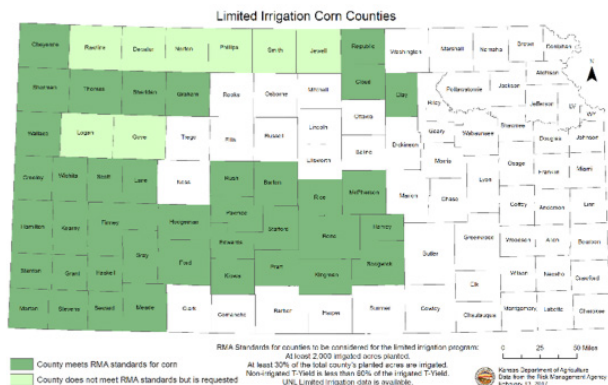 Limited Irrigation Corn Counties
Cheyenne Rawlins Decatur Norton Phillips Smith Jewell Republic Washington Marshall Nemaha Brown Doniphan
Sherman Thomas Sheridan Graham Rooks Osborne Mitchell Cloud Clay Riley Pottawatomie Jackson Atchison Jefferson
Wallace Logan Gove Trego Ellis Russell Lincoln Ottawa Saline Dickinson Geary Wabaunsee Shawnee Douglas Johnson
Greeley Wichita Scott Lane Ness Rush Barton Ellsworth Rice McPherson Marion Morris Chase Lyon Osage Franklin Miami
Hamilton Kearny Finney Hodgeman Pawnee Stafford Reno Harvey Coffey Anderson Linn
Stanton Grant Haskell Gray Ford Edwards Kiowa Pratt Kingman Sedgwick Butler Greenwood Woodson Allen Bourbon
Morton Stevens Seward Meade Clark Comanche Barber Harper Sumner Cowley Elk Chautauqua Wilson Neosho Crawford Montgomery Labette Cherokee
N
County meets RMA standards for corn
County does not meet RMA standards but is requested
RMA Standards for counties to be considered for the limited irrigation program:
At least 2,000 irrigated acres planted.
At least 30% of the total county's planted acres are irrigated.
Non-irrigated T-Yield is less than 60% of the irrigated T-Yield.
UNL Limited Irrigation data is available.
0 25 50 Miles
Kansas Department of Agriculture
Data from the Risk Management Agency